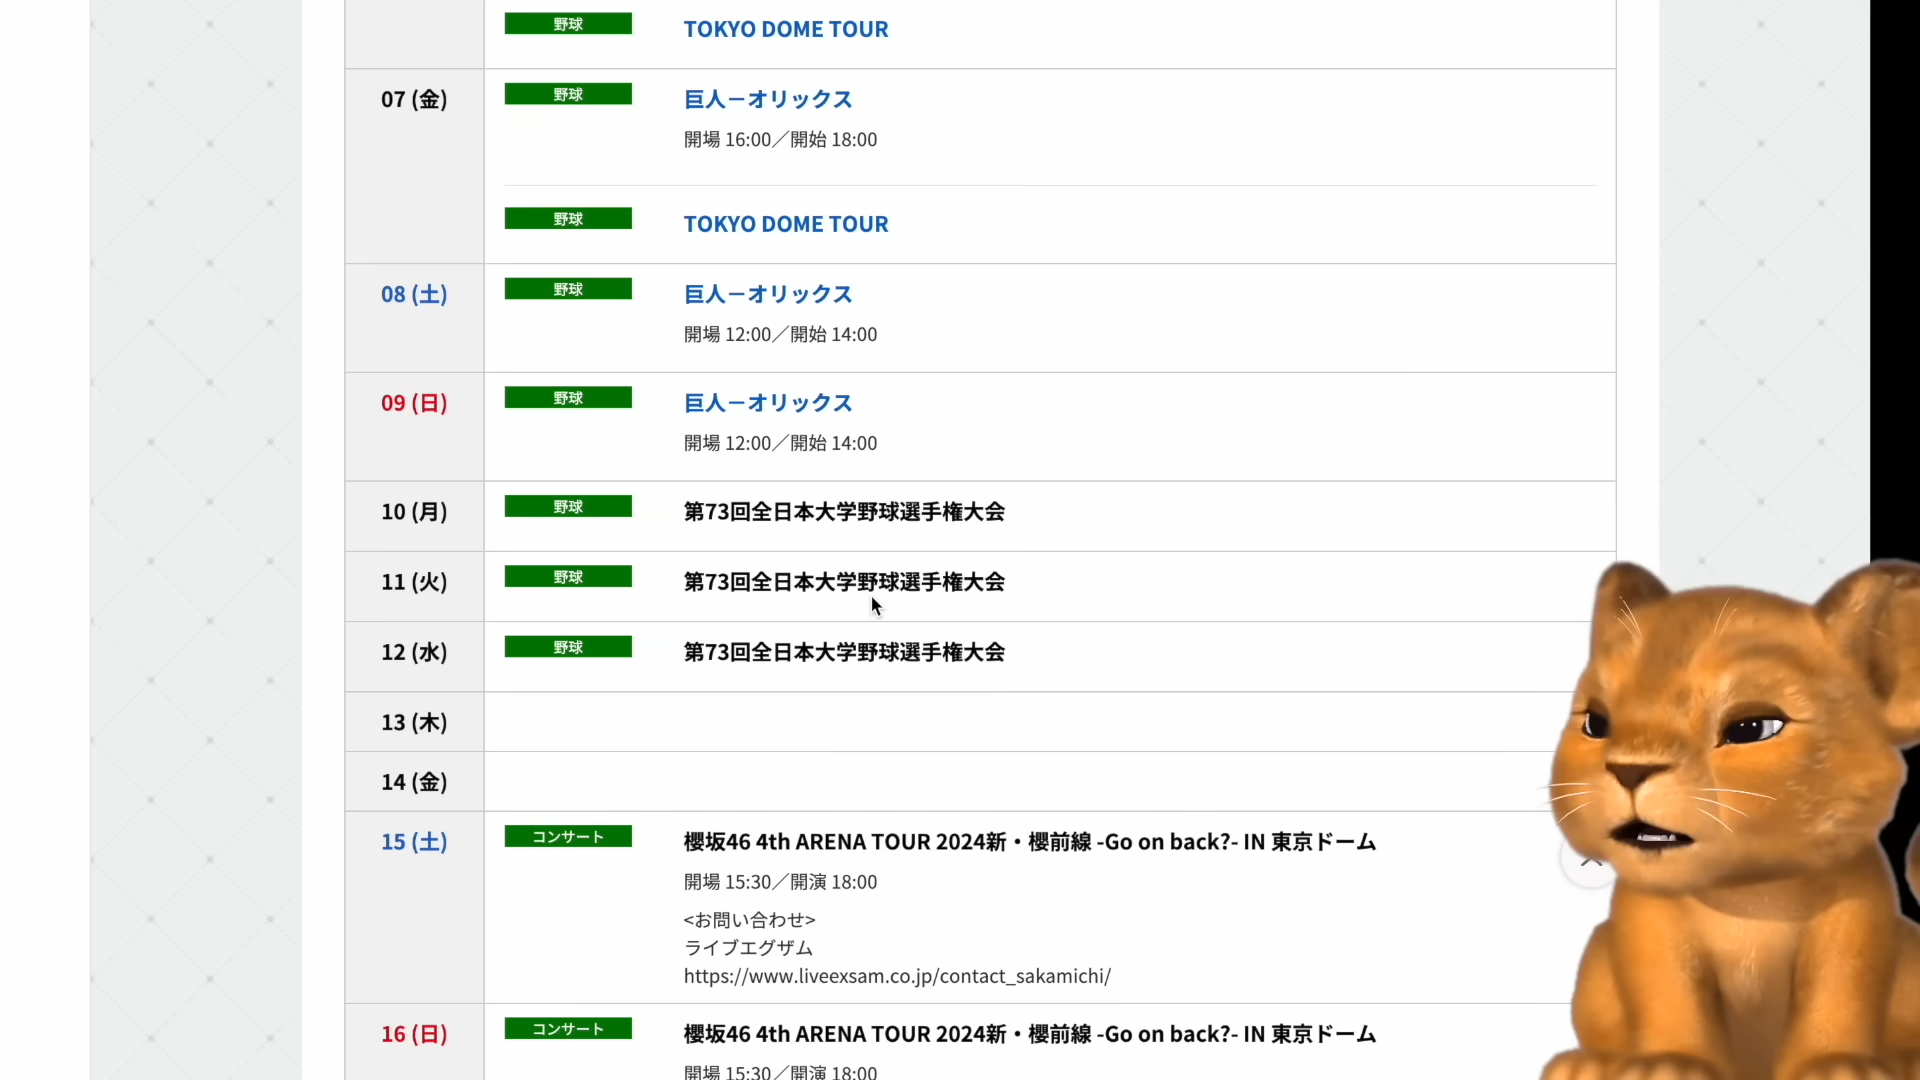 野球 TOKYO DOME TOUR
07 (金) 野球 巨人－オリックス
開場 16:00／開始 18:00
野球 TOKYO DOME TOUR
08 (土) 野球 巨人－オリックス
開場 12:00／開始 14:00
09 (日) 野球 巨人－オリックス
開場 12:00／開始 14:00
10 (月) 野球 第73回全日本大学野球選手権大会
11 (火) 野球 第73回全日本大学野球選手権大会
12 (水) 野球 第73回全日本大学野球選手権大会
13 (木)
14 (金)
15 (土) コンサート 櫻坂46 4th ARENA TOUR 2024新・櫻前線 -Go on back?- IN 東京ドーム
開場 15:30／開演 18:00
<お問い合わせ>
ライブエグザム
https://www.liveexsam.co.jp/contact_sakamichi/
16 (日) コンサート 櫻坂46 4th ARENA TOUR 2024新・櫻前線 -Go on back?- IN 東京ドーム
開場 15:30／開演 18:00